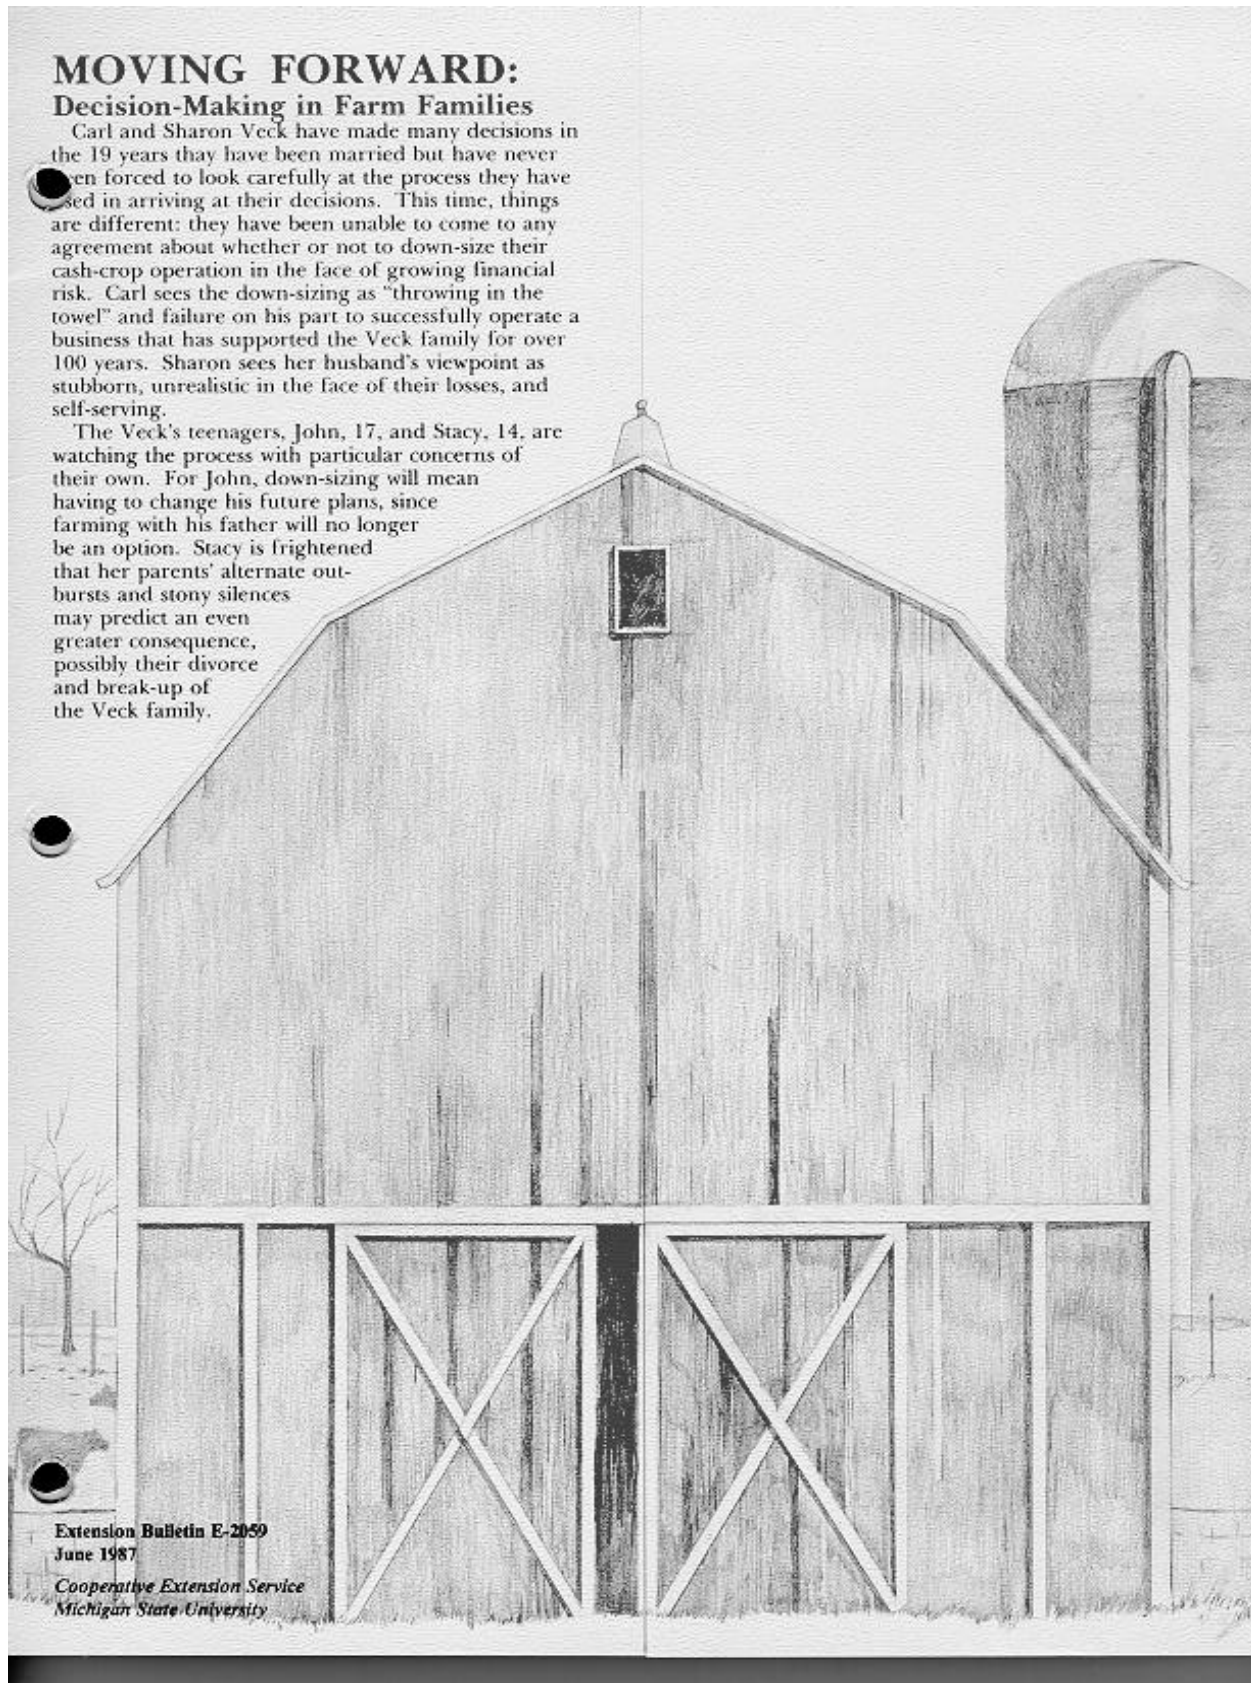 MOVING FORWARD:
Decision-Making in Farm Families
Carl and Sharon Veck have made many decisions in
the 19 years thay have been married but have never
een forced to look carefully at the process they have
sed in arriving at their decisions. This time, things
are different: they have been unable to come to any
agreement about whether or not to down-size their
cash-crop operation in the face of growing financial
risk. Carl sees the down-sizing as "throwing in the
towel" and failure on his part to successfully operate a
business that has supported the Veck family for over
100 years. Sharon sees her husband's viewpoint as
stubborn, unrealistic in the face of their losses, and
self-serving.
The Veck's teenagers, John, 17, and Stacy, 14, are
watching the process with particular concerns of
their own. For John, down-sizing will mean
having to change his future plans, since
farming with his father will no longer
be an option. Stacy is frightened
that her parents' alternate out-
bursts and stony silences
may predict an even
greater consequence,
possibly their divorce
and break-up of
the Veck family.
Extension Bulletin E-2059
June 1987
Cooperative Extension Service
Michigan State University